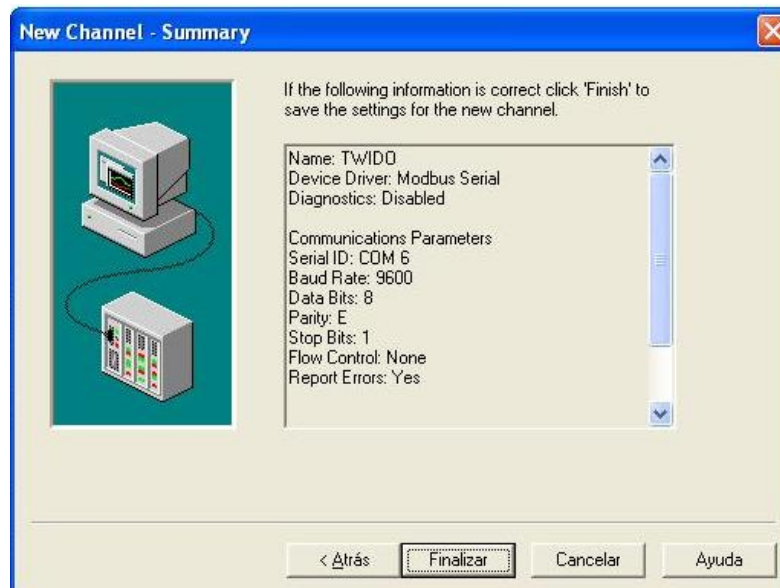 New Channel - Summary
If the following information is correct click 'Finish' to
save the settings for the new channel.
Name: TWIDO
Device Driver: Modbus Serial
Diagnostics: Disabled
Communications Parameters
Serial ID: COM 6
Baud Rate: 9600
Data Bits: 8
Parity: E
Stop Bits: 1
Flow Control: None
Report Errors: Yes
< Atrás Finalizar Cancelar Ayuda